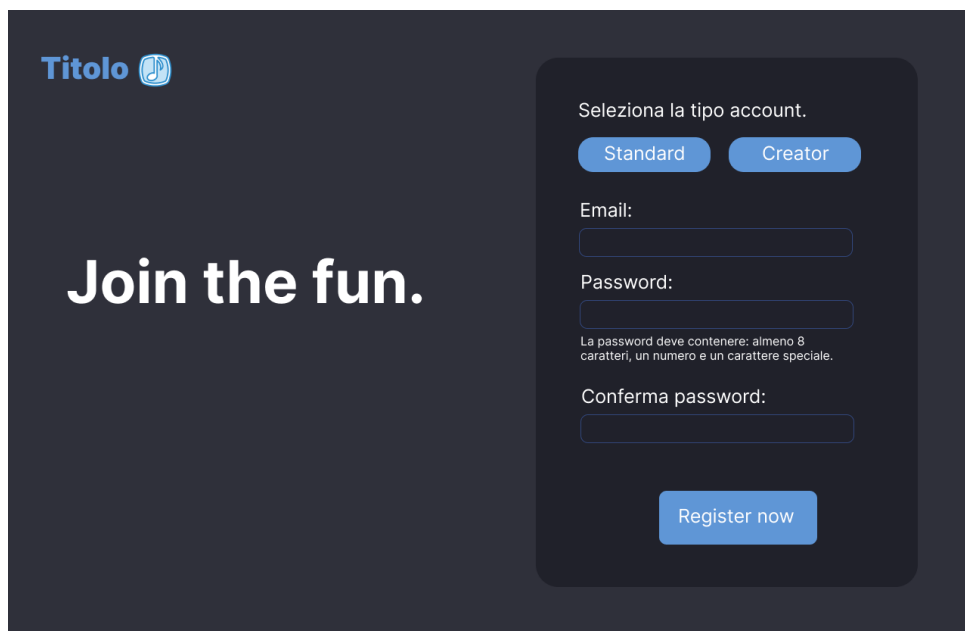 Titolo
Join the fun.
Seleziona la tipo account.
Standard
Creator
Email:
Password:
La password deve contenere: almeno 8
caratteri, un numero e un carattere speciale.
Conferma password:
Register now